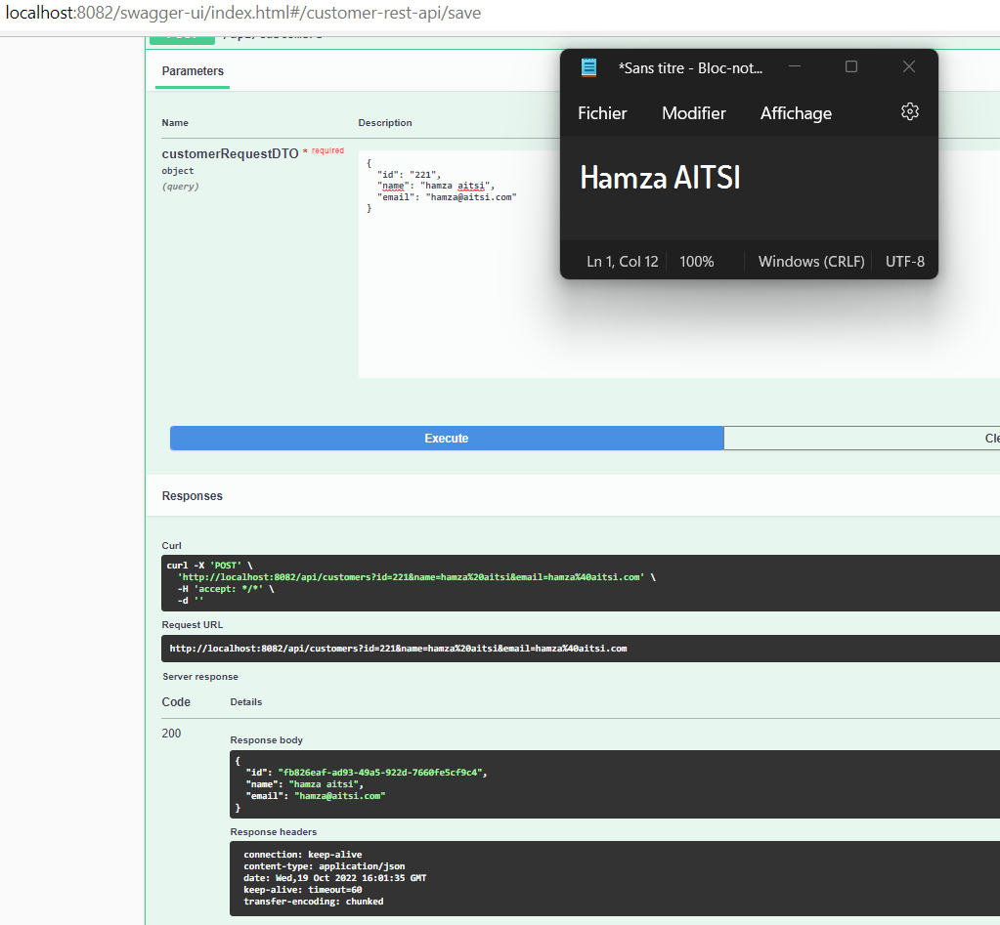 localhost:8082/swagger-ui/index.html#/customer-rest-api/save
Parameters
Name
Description
customerRequestDTO * required
object
(query)
{
  "id": "221",
  "name": "hamza aitsi",
  "email": "hamza@aitsi.com"
}
*Sans titre - Bloc-not...
Fichier
Modifier
Affichage
Hamza AITSI
Ln 1, Col 12
100%
Windows (CRLF)
UTF-8
Execute
Cle
Responses
Curl
curl -X 'POST' \
  'http://localhost:8082/api/customers?id=221&name=hamza%20aitsi&email=hamza%40aitsi.com' \
  -H 'accept: */*' \
  -d ''
Request URL
http://localhost:8082/api/customers?id=221&name=hamza%20aitsi&email=hamza%40aitsi.com
Server response
Code
Details
200
Response body
{
  "id": "fb826eaf-ad93-49a5-922d-7660fe5cf9c4",
  "name": "hamza aitsi",
  "email": "hamza@aitsi.com"
}
Response headers
connection: keep-alive
content-type: application/json
date: Wed,19 Oct 2022 16:01:35 GMT
keep-alive: timeout=60
transfer-encoding: chunked